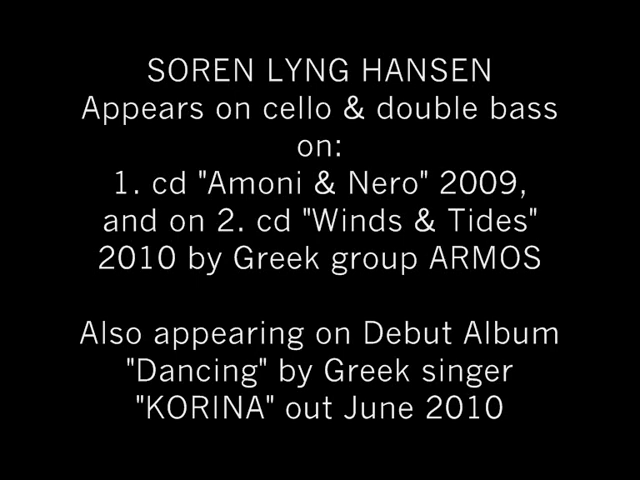 SOREN LYNG HANSEN
Appears on cello & double bass
on:
1. cd "Amoni & Nero" 2009,
and on 2. cd "Winds & Tides"
2010 by Greek group ARMOS
Also appearing on Debut Album
"Dancing" by Greek singer
"KORINA" out June 2010